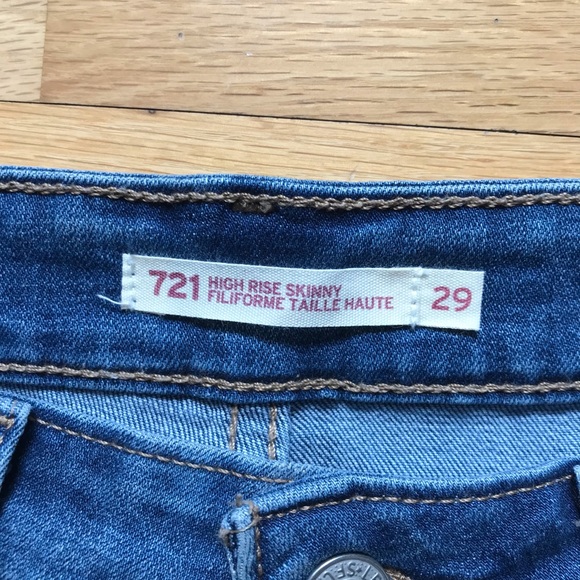 721 HIGH RISE SKINNY
FILIFORME TAILLE HAUTE
29